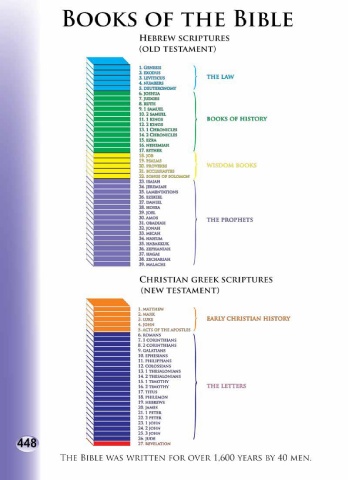 BOOKS OF THE BIBLE
HEBREW SCRIPTURES
(OLD TESTAMENT)
1. GENESIS
2. EXODUS
3. LEVITICUS
4. NUMBERS
5. DEUTERONOMY
THE LAW
6. JOSHUA
7. JUDGES
8. RUTH
9. 1 SAMUEL
10. 2 SAMUEL
11. 1 KINGS
12. 2 KINGS
13. 1 CHRONICLES
14. 2 CHRONICLES
15. EZRA
16. NEHEMIAH
17. ESTHER
BOOKS OF HISTORY
18. JOB
19. PSALMS
20. PROVERBS
21. ECCLESIASTES
22. SONGS OF SOLOMON
WISDOM BOOKS
23. ISAIAH
24. JEREMIAH
25. LAMENTATIONS
26. EZEKIEL
27. DANIEL
28. HOSEA
29. JOEL
30. AMOS
31. OBADIAH
32. JONAH
33. MICAH
34. NAHUM
35. HABAKKUK
36. ZEPHANIAH
37. HAGAI
38. ZECHARIAH
39. MALACHI
THE PROPHETS
CHRISTIAN GREEK SCRIPTURES
(NEW TESTAMENT)
1. MATTHEW
2. MARK
3. LUKE
4. JOHN
5. ACTS OF THE APOSTLES
EARLY CHRISTIAN HISTORY
6. ROMANS
7. 1 CORINTHIANS
8. 2 CORINTHIANS
9. GALATIANS
10. EPHESIANS
11. PHILIPPIANS
12. COLOSSIANS
13. 1 THESALONIANS
14. 2 THESALONIANS
15. 1 TIMOTHY
16. 2 TIMOTHY
17. TITUS
18. PHILEMON
19. HEBREWS
20. JAMES
21. 1 PETER
22. 2 PETER
23. 1 JOHN
24. 2 JOHN
25. 3 JOHN
26. JUDE
THE LETTERS
27. REVELATION
448
THE BIBLE WAS WRITTEN FOR OVER 1,600 YEARS BY 40 MEN.